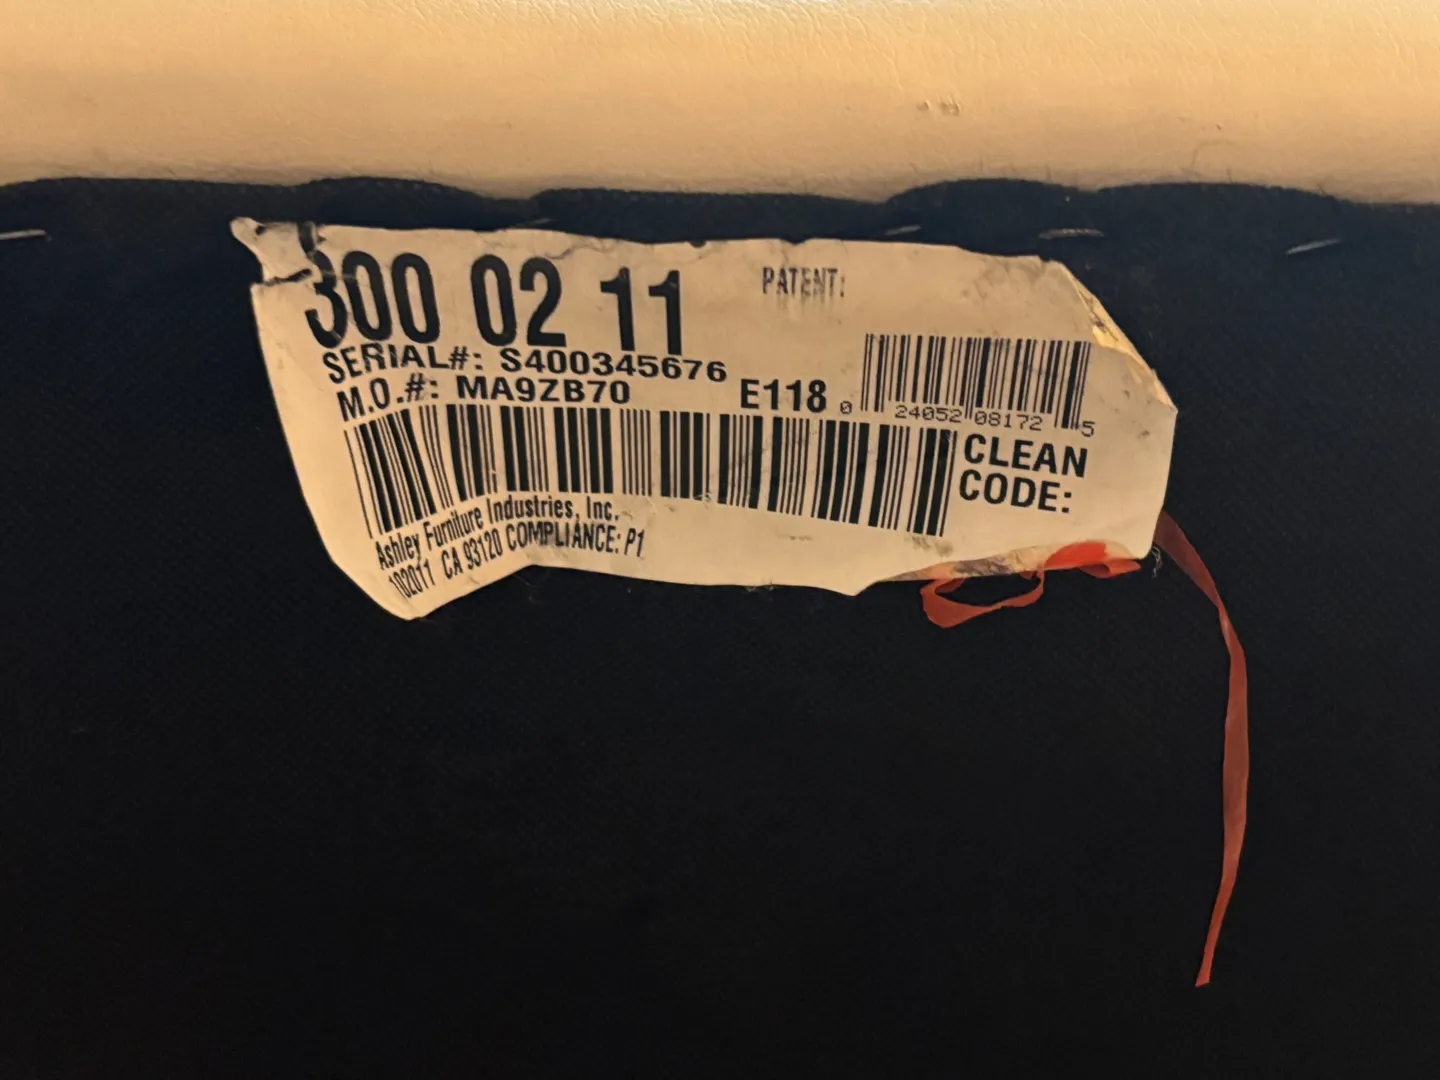 300 02 11
PATENT:
SERIAL#: S400345676
M.O.#: MA9ZB70
E118
0 24052 08172 5
CLEAN
CODE:
Ashley Furniture Industries, Inc.
102011 CA 93120 COMPLIANCE: P1